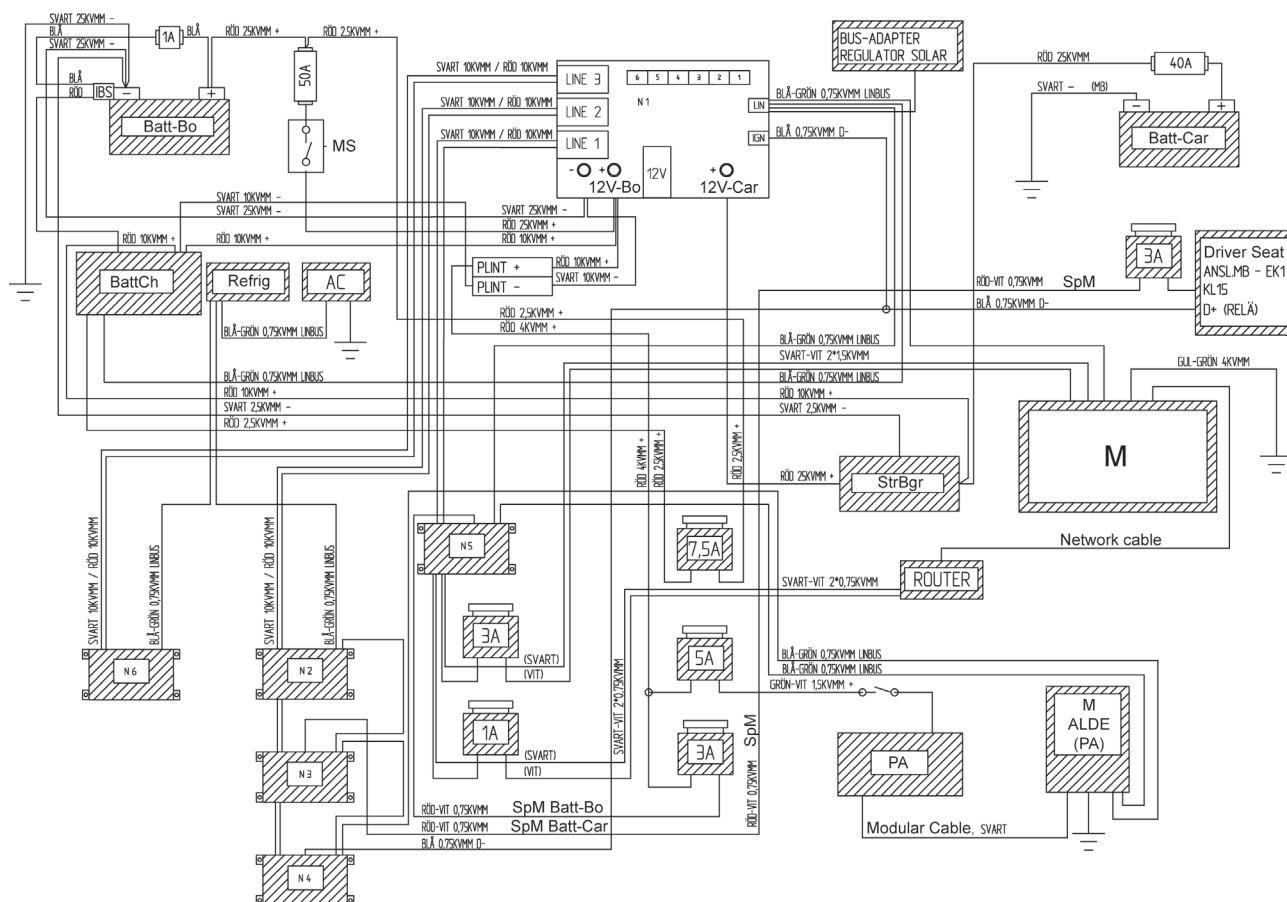 SVART 25KVMM -
BLÅ
1A
BLÅ
SVART 25KVMM -
RÖD 25KVMM +
RÖD 2,5KVMM +
BLÅ
RÖD
IBS
-
+
Batt-Bo
50A
MS
SVART 10KVMM / RÖD 10KVMM
SVART 10KVMM / RÖD 10KVMM
SVART 10KVMM / RÖD 10KVMM
LINE 3
LINE 2
LINE 1
6 5 4 3 2 1
N1
LIN
IGN
- +
12V-Bo
12V
+
12V-Car
BUS-ADAPTER
REGULATOR SOLAR
BLÅ-GRÖN 0,75KVMM LINBUS
BLÅ 0,75KVMM D-
RÖD 25KVMM
40A
SVART - (MB)
-
+
Batt-Car
SVART 10KVMM -
SVART 25KVMM -
SVART 25KVMM -
RÖD 25KVMM +
RÖD 10KVMM +
RÖD 10KVMM +
RÖD 10KVMM +
BattCh
Refrig
AC
PLINT +
PLINT -
RÖD 10KVMM +
SVART 10KVMM -
3A
RÖD-VIT 0,75KVMM
SpM
BLÅ 0,75KVMM D-
Driver Seat
ANSL.MB - EK1
KL15
D+ (RELÄ)
RÖD 2,5KVMM +
RÖD 4KVMM +
BLÅ-GRÖN 0,75KVMM LINBUS
BLÅ-GRÖN 0,75KVMM LINBUS
SVART-VIT 2*1,5KVMM
BLÅ-GRÖN 0,75KVMM LINBUS
RÖD 10KVMM +
SVART 2,5KVMM -
RÖD 2,5KVMM +
BLÅ-GRÖN 0,75KVMM LINBUS
RÖD 10KVMM +
SVART 2,5KVMM -
GUL-GRÖN 4KVMM
M
RÖD 4KVMM +
RÖD 2,5KVMM +
RÖD 2,5KVMM +
RÖD 25KVMM +
StrBgr
Network cable
ROUTER
SVART-VIT 2*0,75KVMM
N5
7,5A
SVART 10KVMM / RÖD 10KVMM
BLÅ-GRÖN 0,75KVMM LINBUS
SVART 10KVMM / RÖD 10KVMM
BLÅ-GRÖN 0,75KVMM LINBUS
3A
(SVART)
(VIT)
SVART-VIT 2*0,75KVMM
5A
BLÅ-GRÖN 0,75KVMM LINBUS
BLÅ-GRÖN 0,75KVMM LINBUS
GRÖN-VIT 1,5KVMM +
N6
N2
1A
(SVART)
(VIT)
3A
RÖD-VIT 0,75KVMM
SpM
PA
M
ALDE
(PA)
N3
RÖD-VIT 0,75KVMM
SpM Batt-Bo
RÖD-VIT 0,75KVMM
SpM Batt-Car
BLÅ 0,75KVMM D-
Modular Cable, SVART
N4